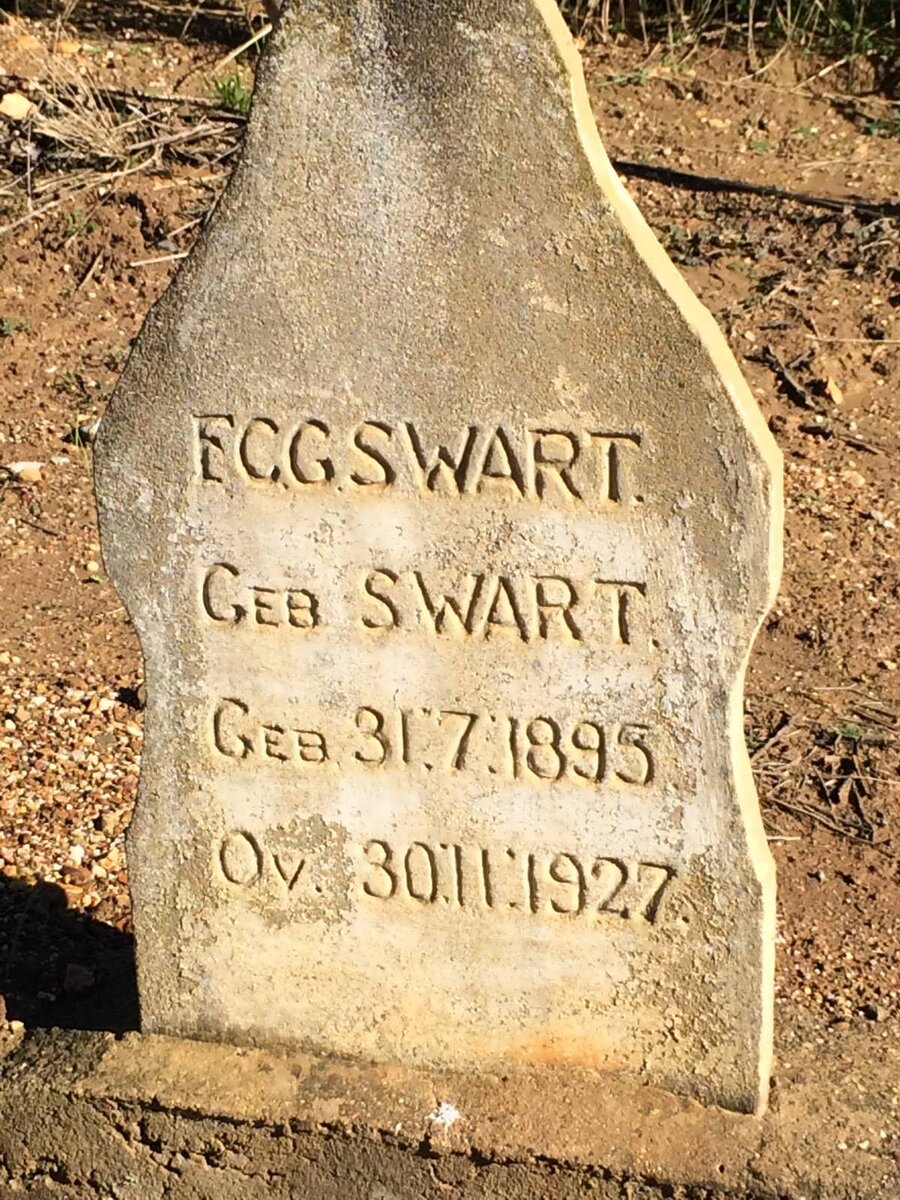 E.C.G. SWART.
GEB SWART.
GEB 31.7.1895
OV. 30.11.1927.